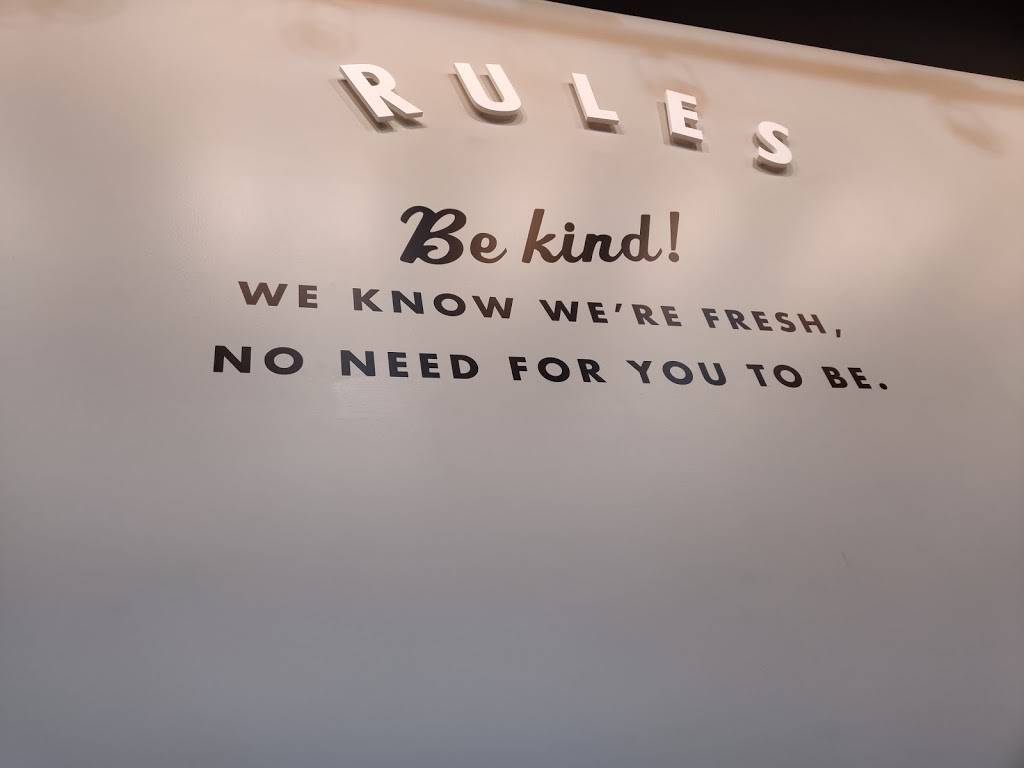 RULES
Be kind!
WE KNOW WE'RE FRESH,
NO NEED FOR YOU TO BE.